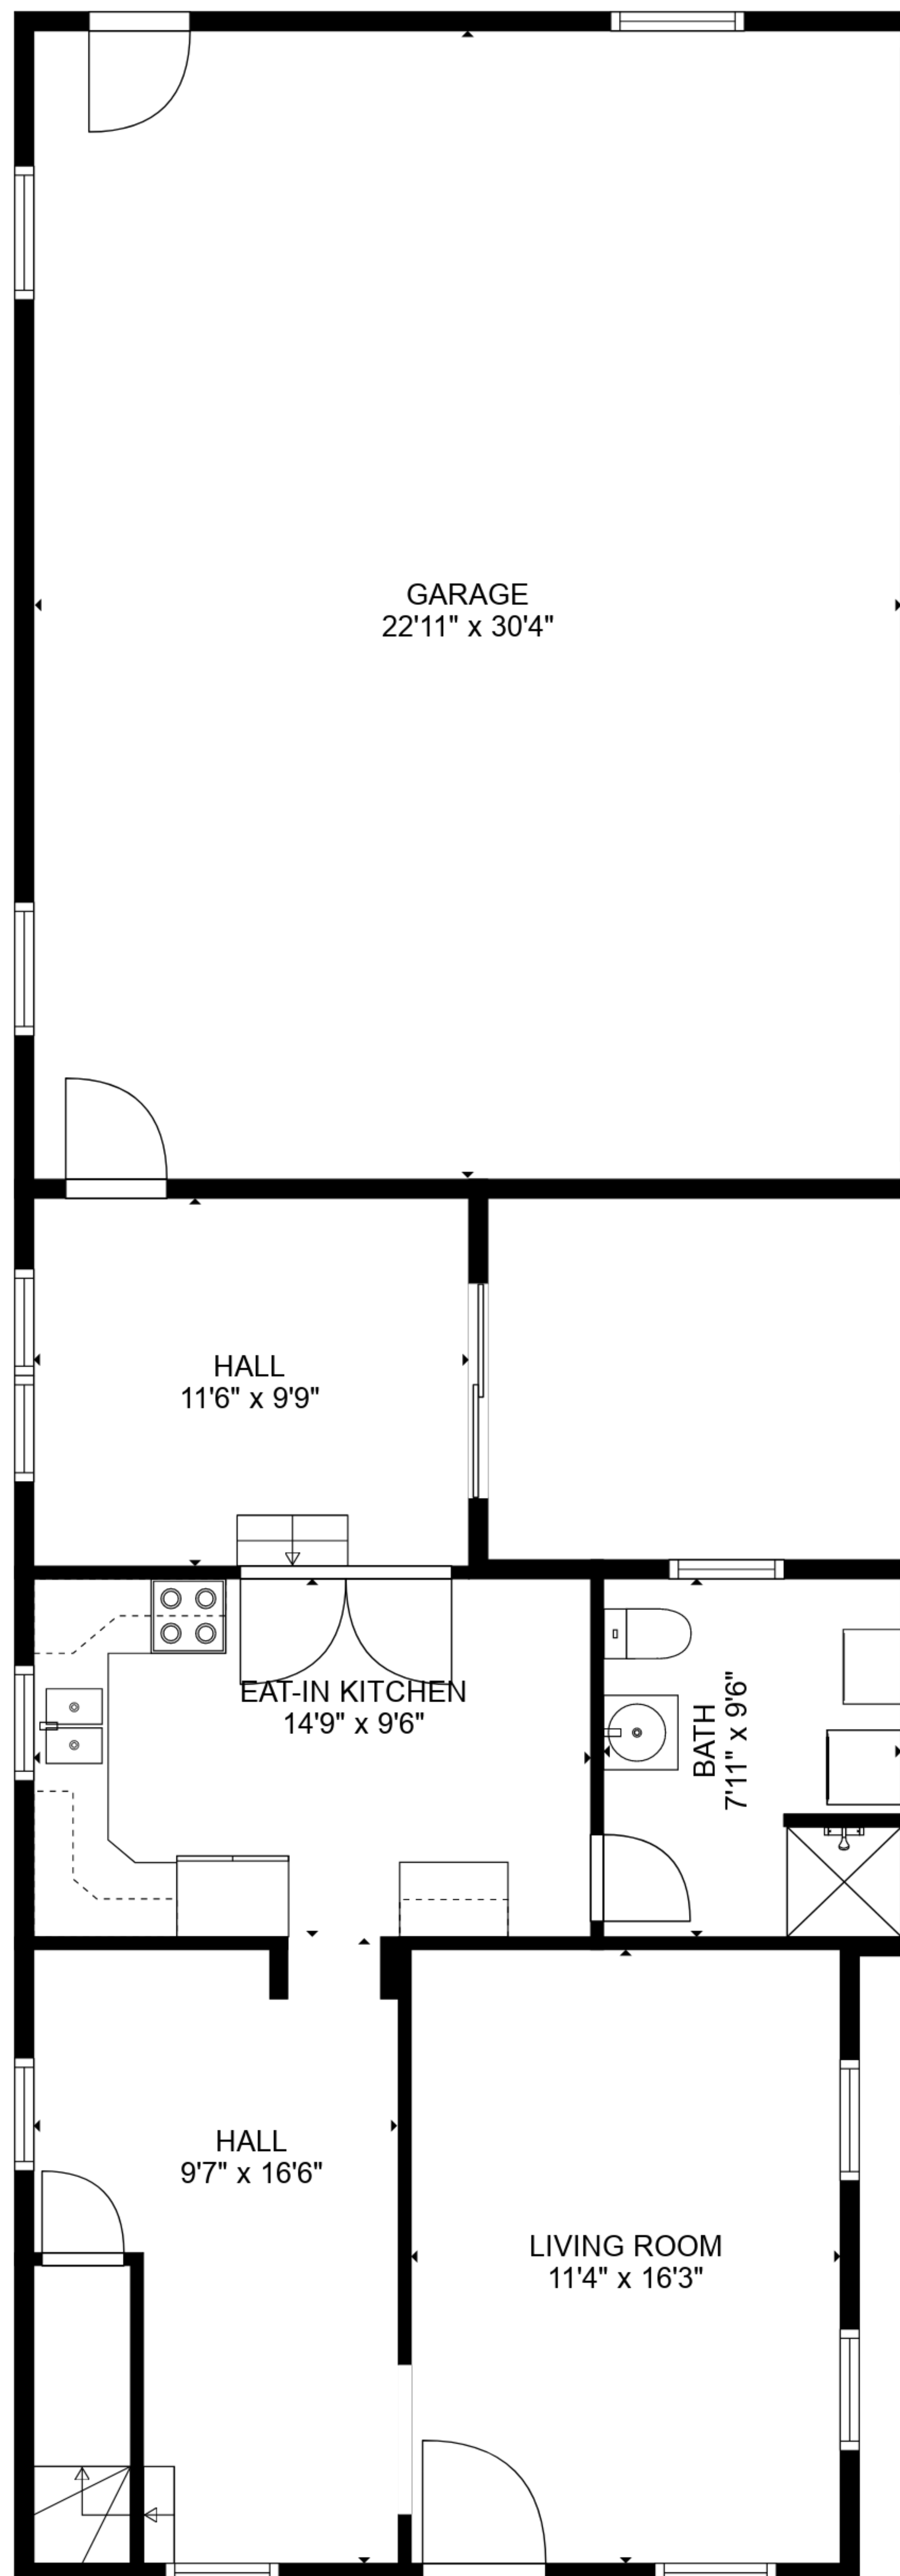 GARAGE
22'11" x 30'4"
HALL
11'6" x 9'9"
EAT-IN KITCHEN
14'9" x 9'6"
BATH
7'11" x 9'6"
HALL
9'7" x 16'6"
LIVING ROOM
11'4" x 16'3"